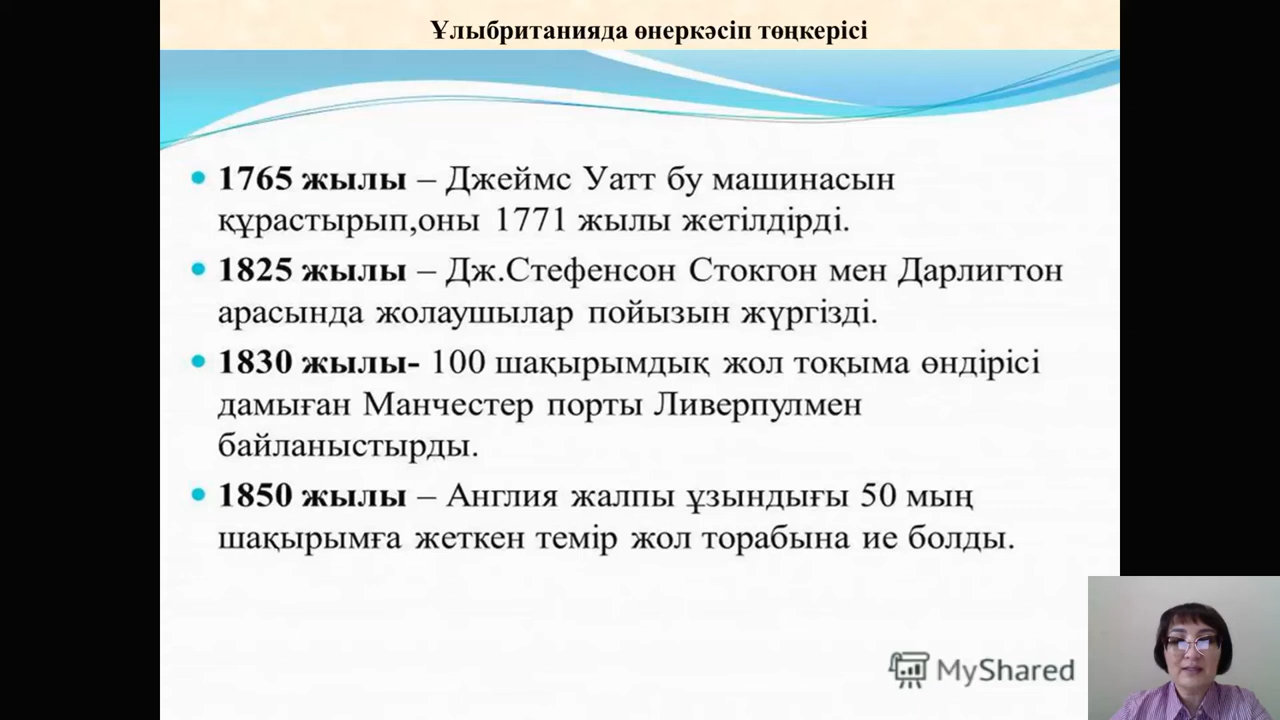 Ұлыбританияда өнеркәсіп төңкерісі
1765 жылы – Джеймс Уатт бу машинасын
құрастырып,оны 1771 жылы жетілдірді.
1825 жылы – Дж.Стефенсон Стокгон мен Дарлигтон
арасында жолаушылар пойызын жүргізді.
1830 жылы- 100 шақырымдық жол тоқыма өндірісі
дамыған Манчестер порты Ливерпулмен
байланыстырды.
1850 жылы – Англия жалпы ұзындығы 50 мың
шақырымға жеткен темір жол торабына ие болды.
MyShared